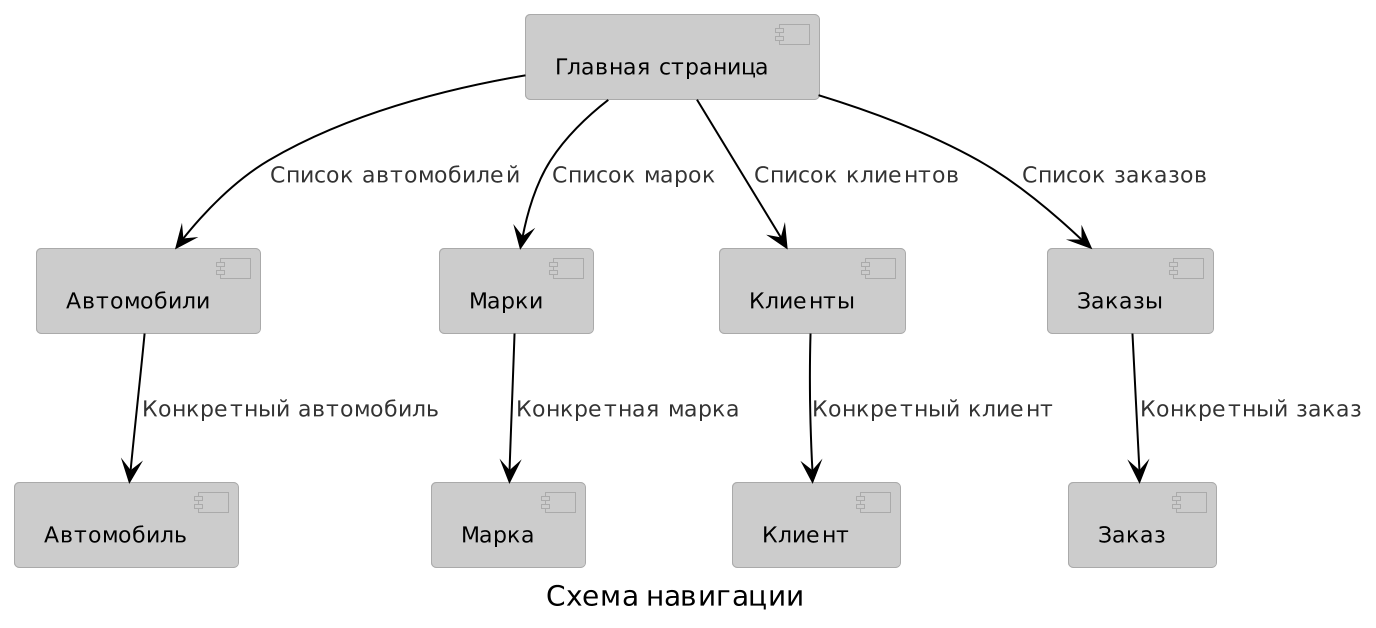 Главная страница
Список автомобилей
Список марок
Список клиентов
Список заказов
Автомобили
Марки
Клиенты
Заказы
Конкретный автомобиль
Конкретная марка
Конкретный клиент
Конкретный заказ
Автомобиль
Марка
Клиент
Заказ
Схема навигации